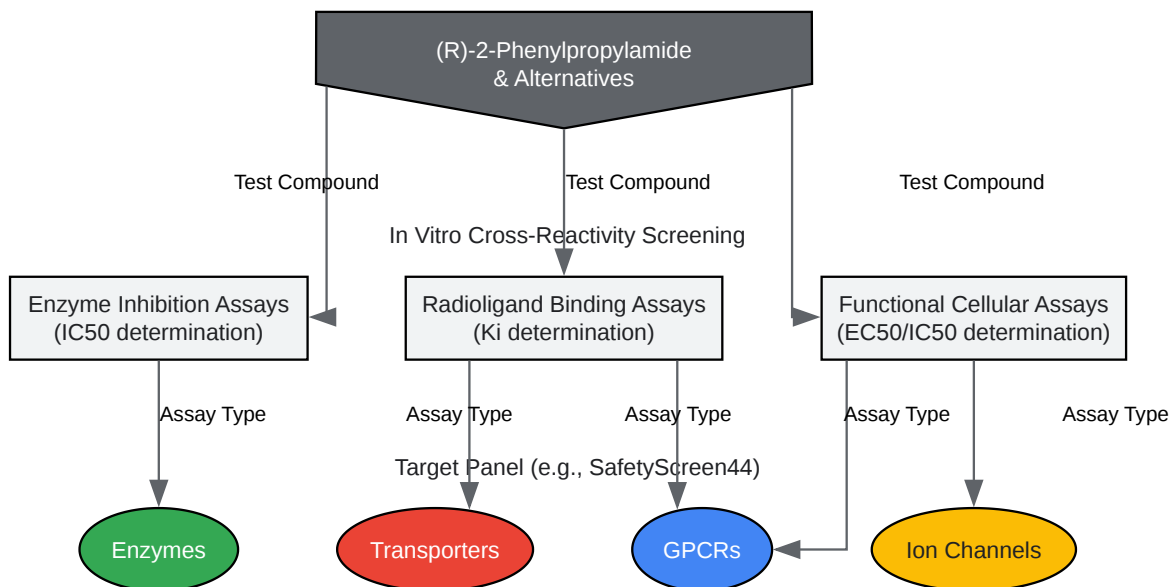 (R)-2-Phenylpropylamide
& Alternatives
Test Compound
Test Compound
Test Compound
In Vitro Cross-Reactivity Screening
Enzyme Inhibition Assays
(IC50 determination)
Radioligand Binding Assays
(Ki determination)
Functional Cellular Assays
(EC50/IC50 determination)
Assay Type
Assay Type
Assay Type
Assay Type
Assay Type
Target Panel (e.g., SafetyScreen44)
Enzymes
Transporters
GPCRs
Ion Channels